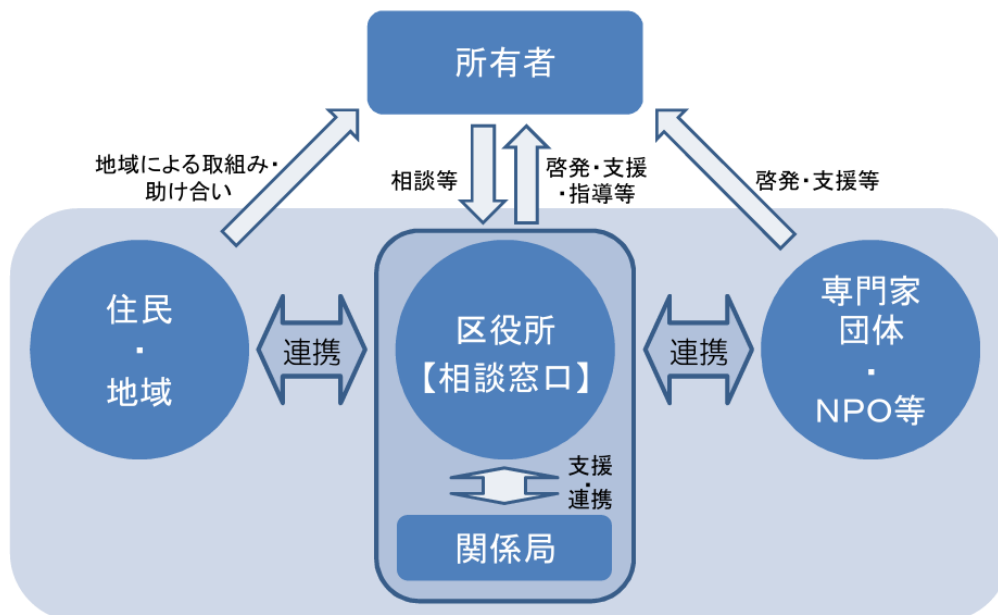 所有者
地域による取組み・
助け合い
相談等
啓発・支援
・指導等
啓発・支援等
住民
・
地域
連携
区役所
【相談窓口】
連携
専門家
団体
・
NPO等
支援
・
連携
関係局